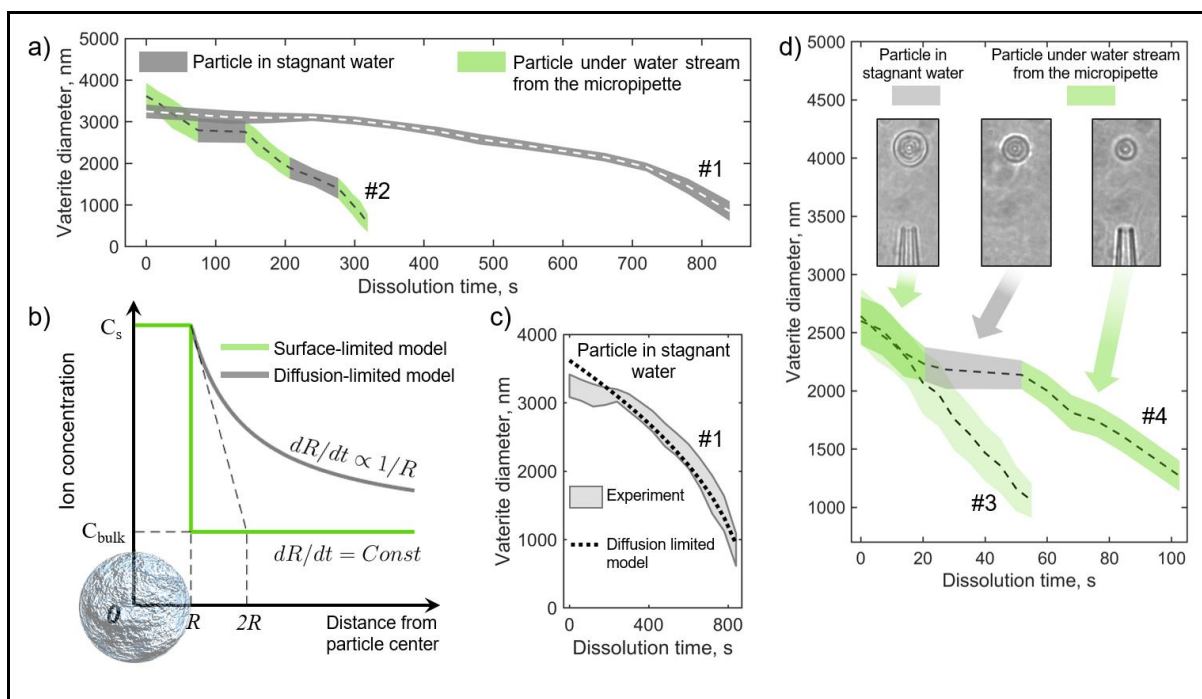 a)
5000
4000
3000
2000
1000
0
Vaterite diameter, nm
Particle in stagnant water
Particle under water stream
from the micropipette
#1
#2
0 100 200 300 400 500 600 700 800
Dissolution time, s
b)
Ion concentration
Cs
Cbulk
Surface-limited model
Diffusion-limited model
dR/dt ∝ 1/R
dR/dt = Const
0
R
2R
Distance from
particle center
c)
4000
3000
2000
1000
0
Vaterite diameter, nm
Particle in stagnant
water
#1
Experiment
Diffusion limited
model
0 400 800
Dissolution time, s
d)
5000
4500
4000
3500
3000
2500
2000
1500
1000
Vaterite diameter, nm
Particle in
stagnant water
Particle under water stream
from the micropipette
#4
#3
0 20 40 60 80 100
Dissolution time, s